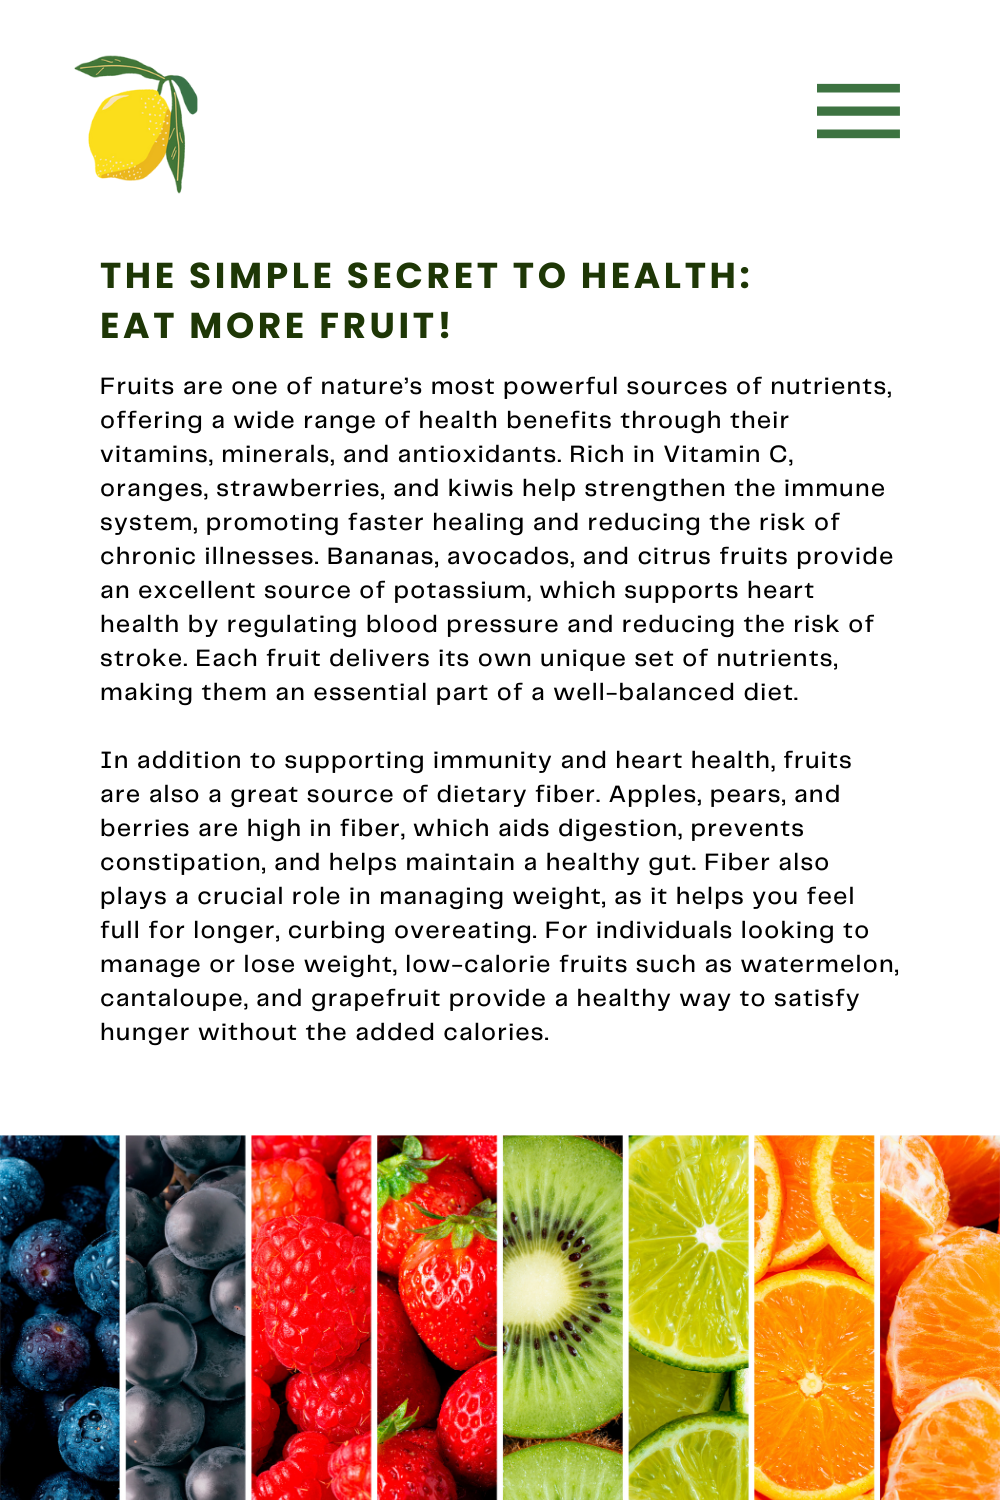 THE SIMPLE SECRET TO HEALTH:
EAT MORE FRUIT!
Fruits are one of nature’s most powerful sources of nutrients,
offering a wide range of health benefits through their
vitamins, minerals, and antioxidants. Rich in Vitamin C,
oranges, strawberries, and kiwis help strengthen the immune
system, promoting faster healing and reducing the risk of
chronic illnesses. Bananas, avocados, and citrus fruits provide
an excellent source of potassium, which supports heart
health by regulating blood pressure and reducing the risk of
stroke. Each fruit delivers its own unique set of nutrients,
making them an essential part of a well-balanced diet.
In addition to supporting immunity and heart health, fruits
are also a great source of dietary fiber. Apples, pears, and
berries are high in fiber, which aids digestion, prevents
constipation, and helps maintain a healthy gut. Fiber also
plays a crucial role in managing weight, as it helps you feel
full for longer, curbing overeating. For individuals looking to
manage or lose weight, low-calorie fruits such as watermelon,
cantaloupe, and grapefruit provide a healthy way to satisfy
hunger without the added calories.